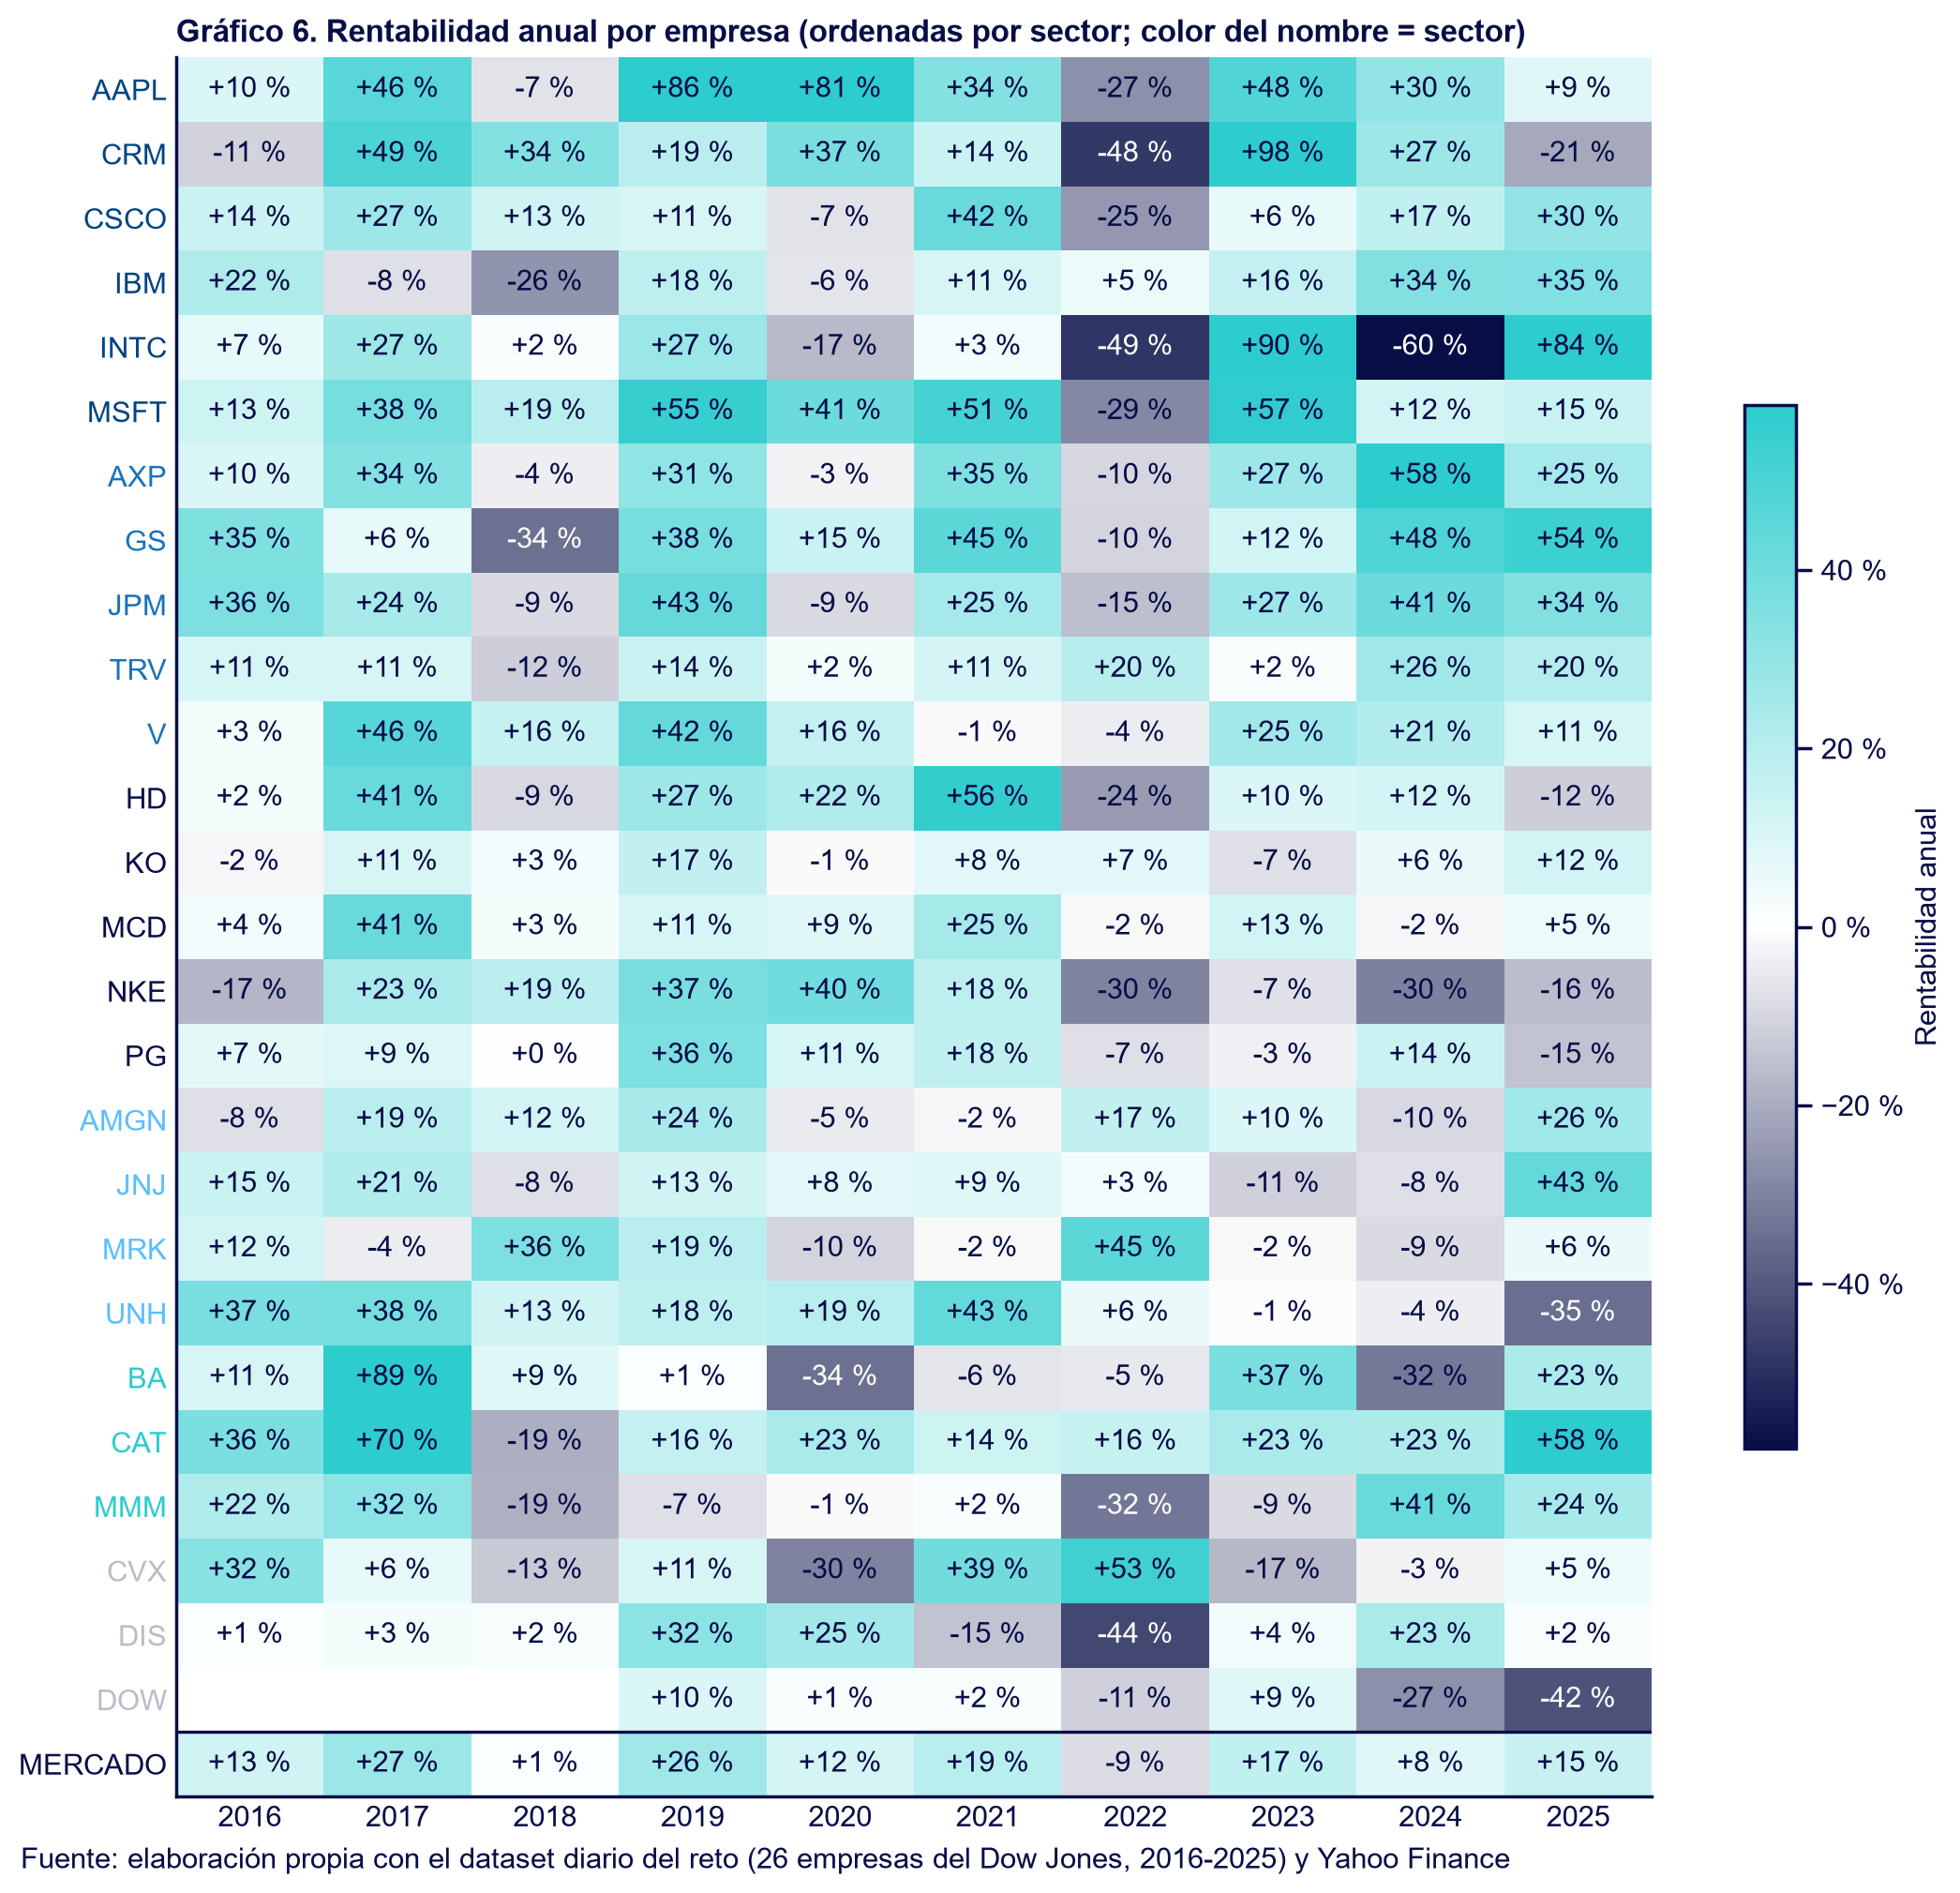 Gráfico 6. Rentabilidad anual por empresa (ordenadas por sector; color del nombre = sector)
AAPL +10 % +46 % -7 % +86 % +81 % +34 % -27 % +48 % +30 % +9 %
CRM -11 % +49 % +34 % +19 % +37 % +14 % -48 % +98 % +27 % -21 %
CSCO +14 % +27 % +13 % +11 % -7 % +42 % -25 % +6 % +17 % +30 %
IBM +22 % -8 % -26 % +18 % -6 % +11 % +5 % +16 % +34 % +35 %
INTC +7 % +27 % +2 % +27 % -17 % +3 % -49 % +90 % -60 % +84 %
MSFT +13 % +38 % +19 % +55 % +41 % +51 % -29 % +57 % +12 % +15 %
AXP +10 % +34 % -4 % +31 % -3 % +35 % -10 % +27 % +58 % +25 %
GS +35 % +6 % -34 % +38 % +15 % +45 % -10 % +12 % +48 % +54 %
JPM +36 % +24 % -9 % +43 % -9 % +25 % -15 % +27 % +41 % +34 %
TRV +11 % +11 % -12 % +14 % +2 % +11 % +20 % +2 % +26 % +20 %
V +3 % +46 % +16 % +42 % +16 % -1 % -4 % +25 % +21 % +11 %
HD +2 % +41 % -9 % +27 % +22 % +56 % -24 % +10 % +12 % -12 %
KO -2 % +11 % +3 % +17 % -1 % +8 % +7 % -7 % +6 % +12 %
MCD +4 % +41 % +3 % +11 % +9 % +25 % -2 % +13 % -2 % +5 %
NKE -17 % +23 % +19 % +37 % +40 % +18 % -30 % -7 % -30 % -16 %
PG +7 % +9 % +0 % +36 % +11 % +18 % -7 % -3 % +14 % -15 %
AMGN -8 % +19 % +12 % +24 % -5 % -2 % +17 % +10 % -10 % +26 %
JNJ +15 % +21 % -8 % +13 % +8 % +9 % +3 % -11 % -8 % +43 %
MRK +12 % -4 % +36 % +19 % -10 % -2 % +45 % -2 % -9 % +6 %
UNH +37 % +38 % +13 % +18 % +19 % +43 % +6 % -1 % -4 % -35 %
BA +11 % +89 % +9 % +1 % -34 % -6 % -5 % +37 % -32 % +23 %
CAT +36 % +70 % -19 % +16 % +23 % +14 % +16 % +23 % +23 % +58 %
MMM +22 % +32 % -19 % -7 % -1 % +2 % -32 % -9 % +41 % +24 %
CVX +32 % +6 % -13 % +11 % -30 % +39 % +53 % -17 % -3 % +5 %
DIS +1 % +3 % +2 % +32 % +25 % -15 % -44 % +4 % +23 % +2 %
DOW +10 % +1 % +2 % -11 % +9 % -27 % -42 %
MERCADO +13 % +27 % +1 % +26 % +12 % +19 % -9 % +17 % +8 % +15 %
2016 2017 2018 2019 2020 2021 2022 2023 2024 2025
40 %
20 %
0 %
−20 %
−40 %
Rentabilidad anual
Fuente: elaboración propia con el dataset diario del reto (26 empresas del Dow Jones, 2016-2025) y Yahoo Finance